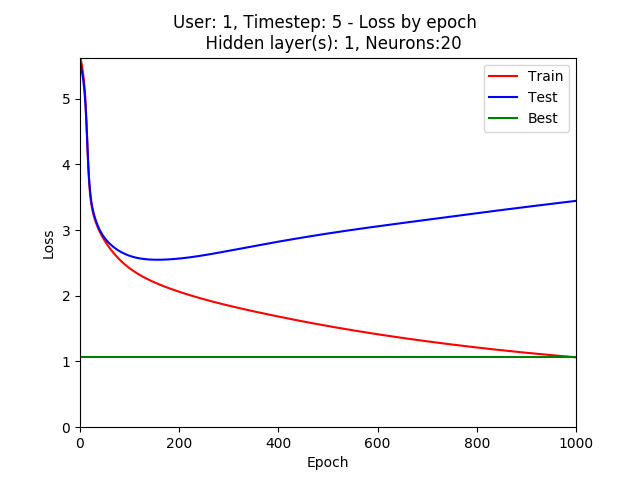 User: 1, Timestep: 5 - Loss by epoch
Hidden layer(s): 1, Neurons:20
Train
Test
Best
5
4
3
2
1
0
Loss
0 200 400 600 800 1000
Epoch